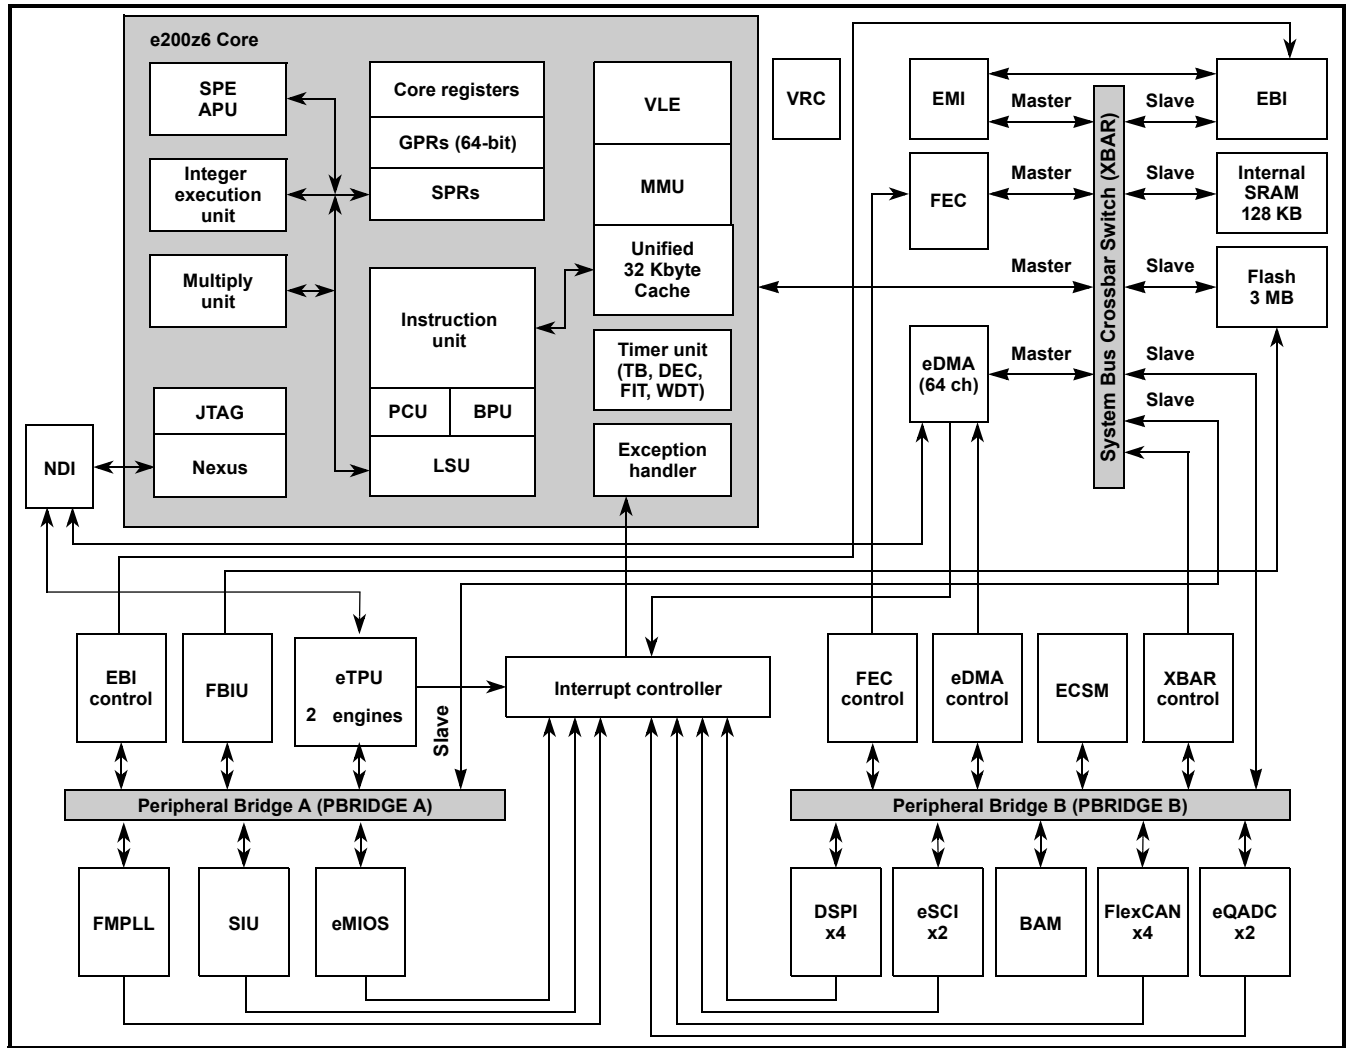 e200z6 Core
SPE
APU
Integer
execution
unit
Multiply
unit
JTAG
Nexus
Core registers
GPRs (64-bit)
SPRs
Instruction
unit
PCU
BPU
LSU
VLE
MMU
Unified
32 Kbyte
Cache
Timer unit
(TB, DEC,
FIT, WDT)
Exception
handler
NDI
VRC
EMI
FEC
eDMA
(64 ch)
Master
Master
Master
Master
System Bus Crossbar Switch (XBAR)
Slave
Slave
Slave
Slave
Slave
EBI
Internal
SRAM
128 KB
Flash
3 MB
EBI
control
FBIU
eTPU
2 engines
Slave
Interrupt controller
FEC
control
eDMA
control
ECSM
XBAR
control
Peripheral Bridge A (PBRIDGE A)
Peripheral Bridge B (PBRIDGE B)
FMPLL
SIU
eMIOS
DSPI
x4
eSCI
x2
BAM
FlexCAN
x4
eQADC
x2